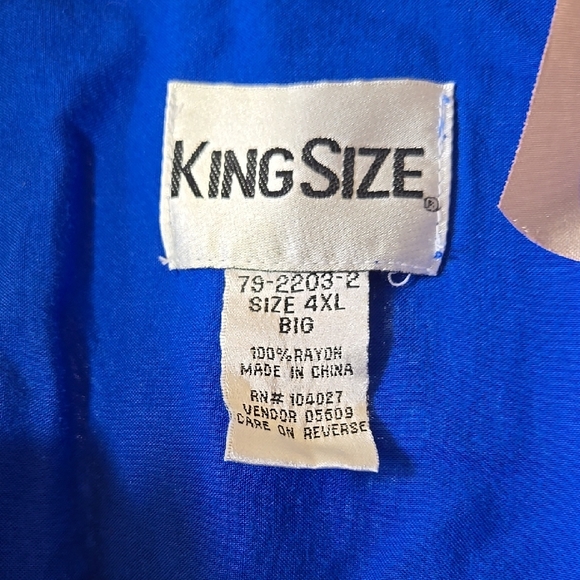 KINGSIZE®
79-2203-2
SIZE 4XL
BIG
100%RAYON
MADE IN CHINA
RN# 104027
VENDOR 05609
CARE ON REVERSE